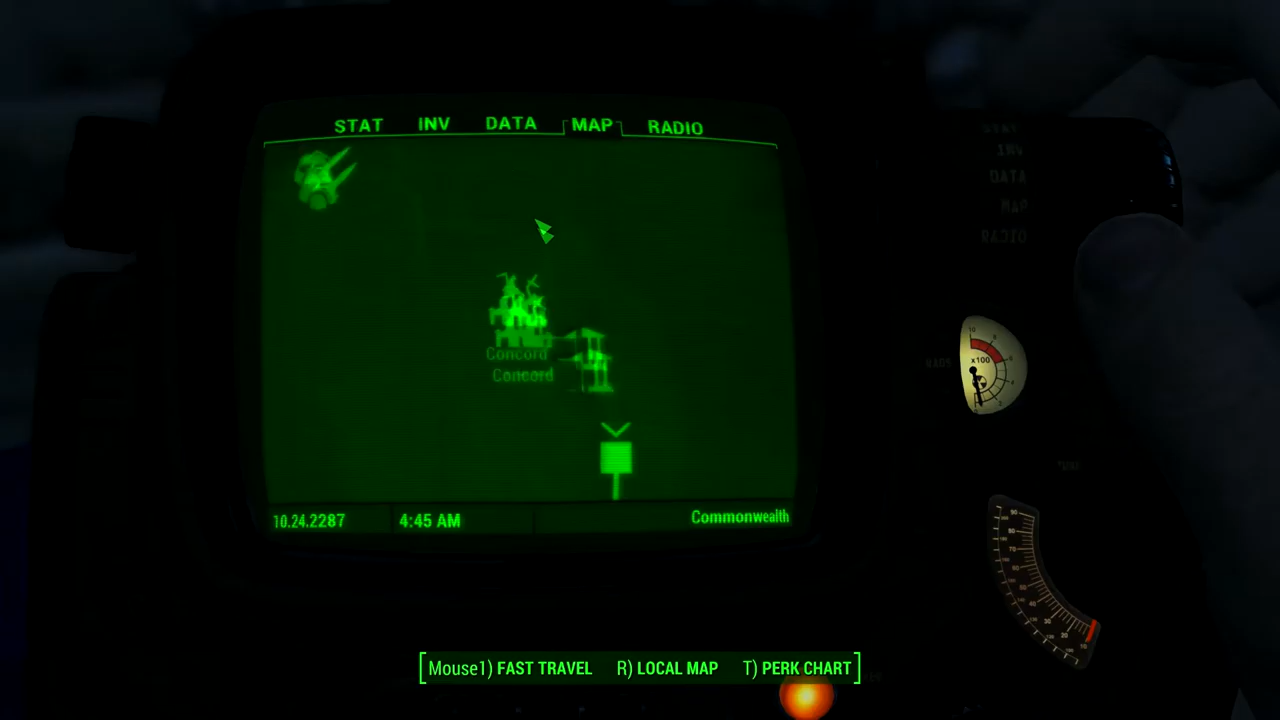 STAT INV DATA MAP RADIO
Concord
Concord
10.24.2287 4:45 AM Commonwealth
x100
[Mouse1) FAST TRAVEL R) LOCAL MAP T) PERK CHART]